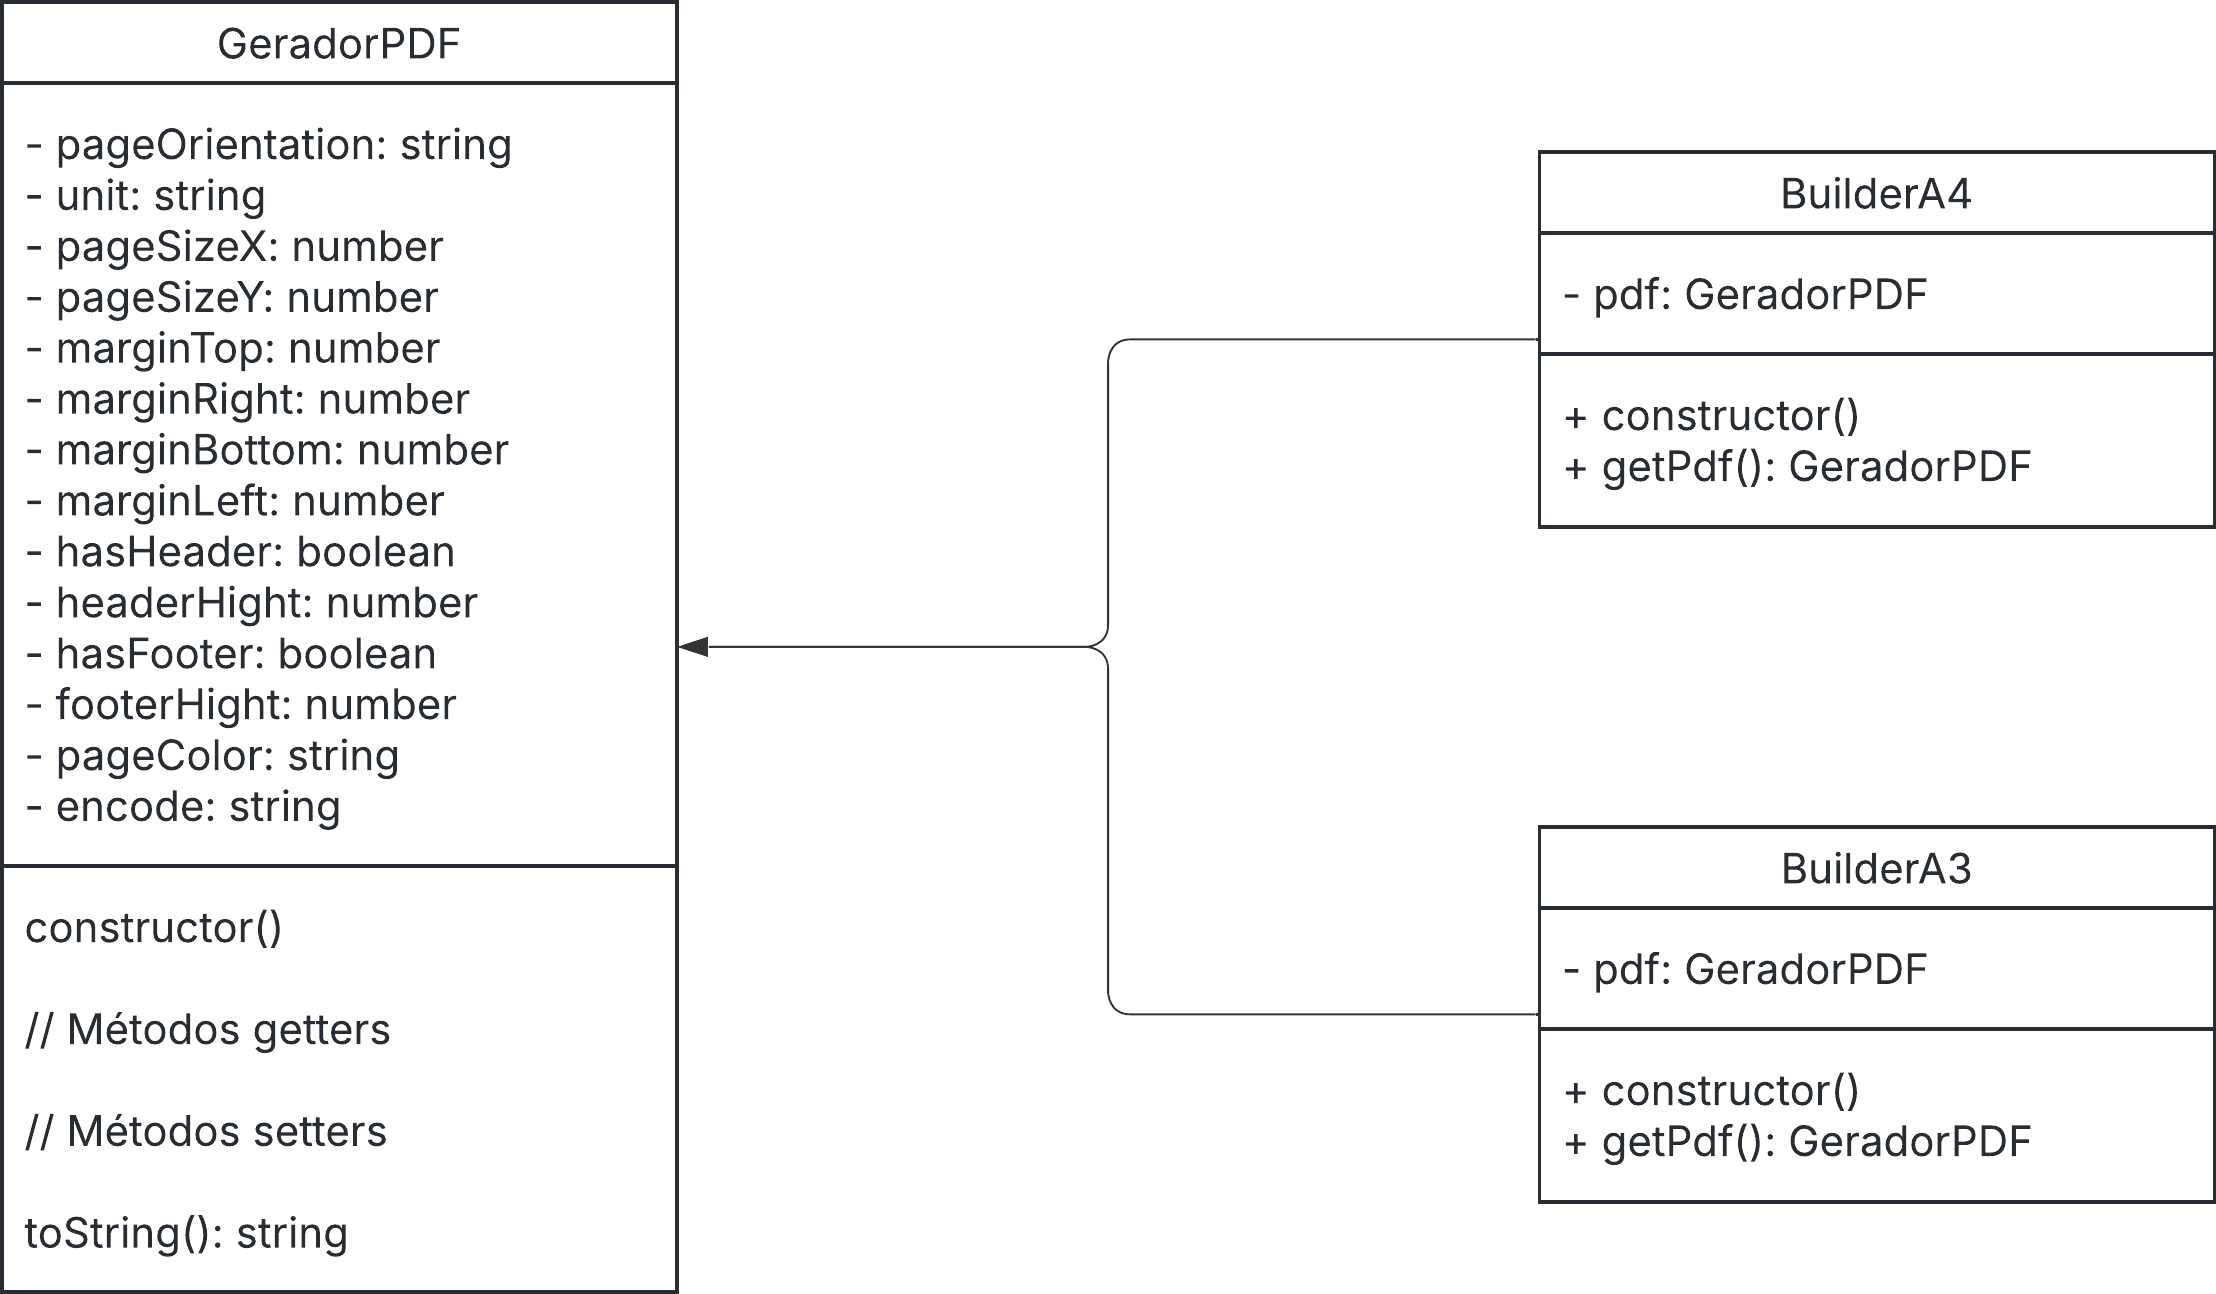 GeradorPDF
- pageOrientation: string
- unit: string
- pageSizeX: number
- pageSizeY: number
- marginTop: number
- marginRight: number
- marginBottom: number
- marginLeft: number
- hasHeader: boolean
- headerHight: number
- hasFooter: boolean
- footerHight: number
- pageColor: string
- encode: string
constructor()
// Métodos getters
// Métodos setters
toString(): string
BuilderA4
- pdf: GeradorPDF
+ constructor()
+ getPdf(): GeradorPDF
BuilderA3
- pdf: GeradorPDF
+ constructor()
+ getPdf(): GeradorPDF